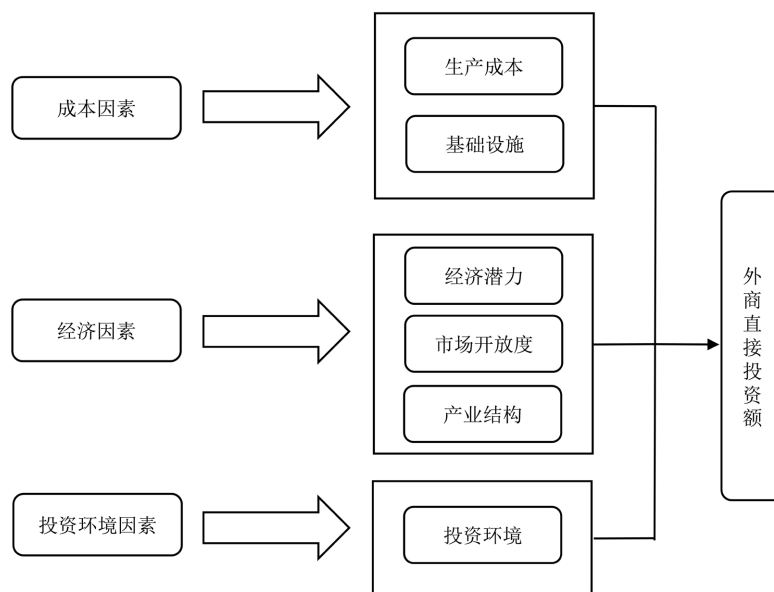 成本因素
生产成本
基础设施
经济因素
经济潜力
市场开放度
产业结构
投资环境因素
投资环境
外商直接投资额